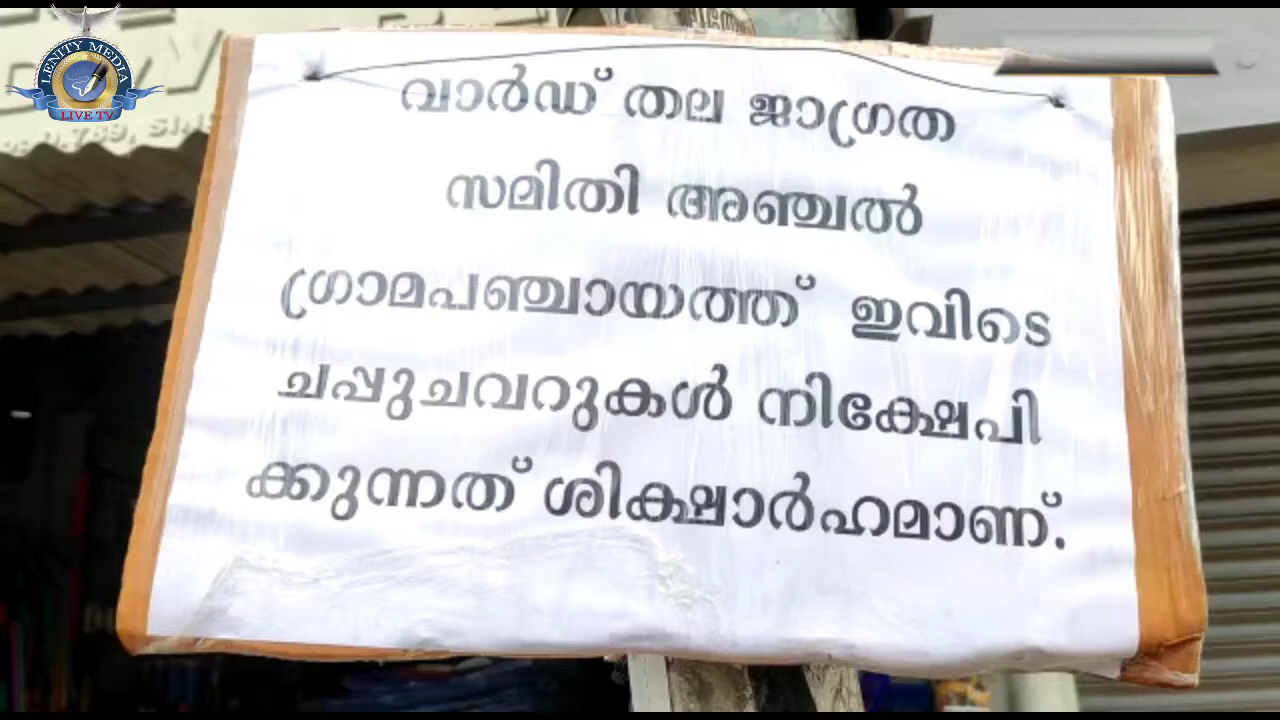 LENITY MEDIA
LIVE TV
വാർഡ് തല ജാഗ്രത
സമിതി അഞ്ചൽ
ഗ്രാമപഞ്ചായത്ത് ഇവിടെ
ചപ്പുചവറുകൾ നിക്ഷേപി
ക്കുന്നത് ശിക്ഷാർഹമാണ്.